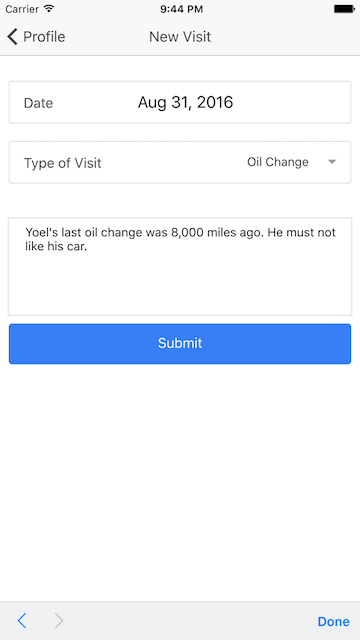 Carrier 9:44 PM
Profile New Visit
Date Aug 31, 2016
Type of Visit Oil Change
Yoel's last oil change was 8,000 miles ago. He must not
like his car.
Submit
Done